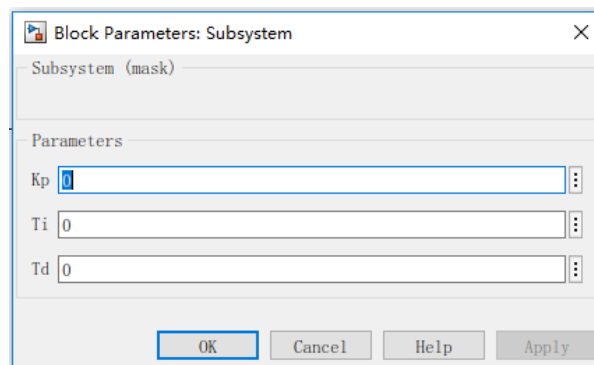 Block Parameters: Subsystem
Subsystem (mask)
Parameters
Kp 0
Ti 0
Td 0
OK Cancel Help Apply